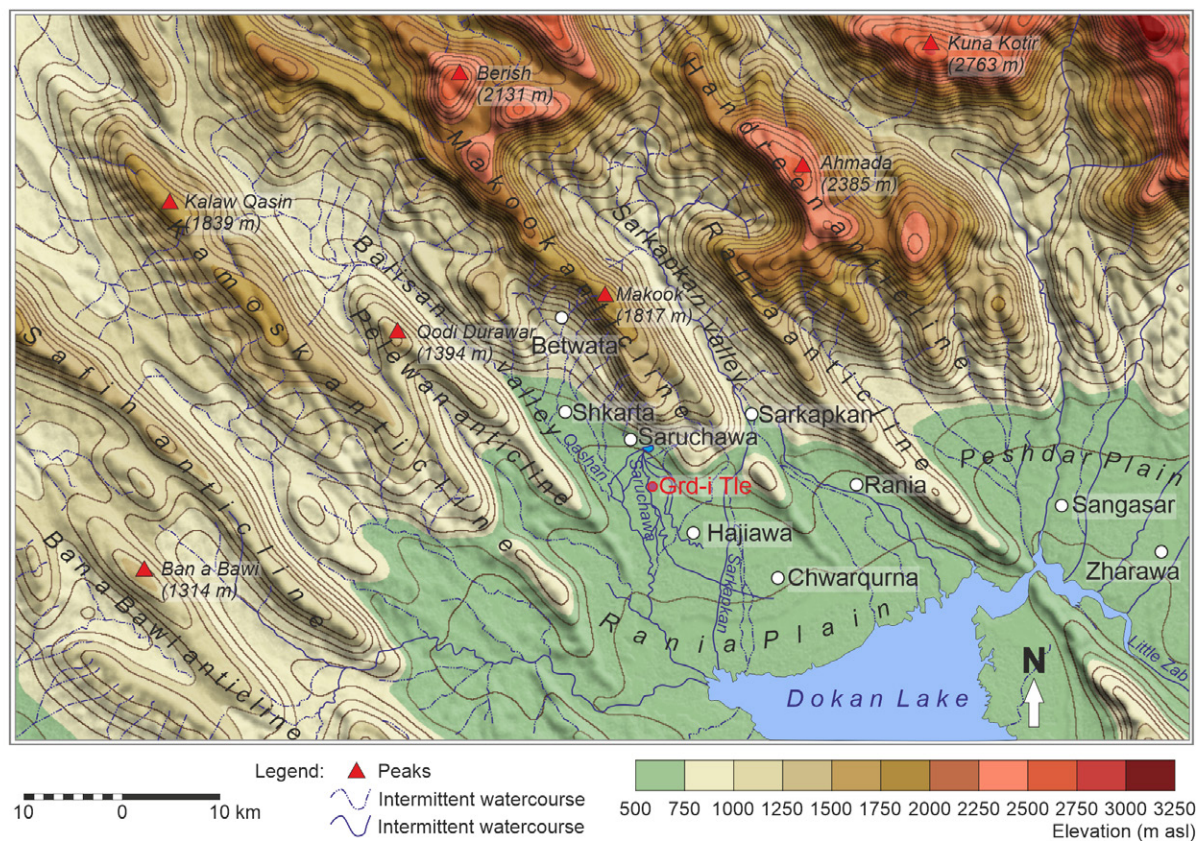 Kuna Kotir
(2763 m)
Berish
(2131 m)
Handreen anticline
Ahmada
(2385 m)
Makook anticline
Kalaw Qasin
(1839 m)
Sarkapkan valley
Rania anticline
Balisan valley
Kamosk anticline
Makook
(1817 m)
Qodi Durawar
(1394 m)
Pelewan anticline
Betwata
Safin anticline
Shkarta
Sarkapkan
Saruchawa
Qeshan
Saruchawa
Peshdar Plain
Grd-i Tle
Rania
Sangasar
Hajiawa
Zharawa
Ban a Bawi
(1314 m)
Ban a Bawi anticline
Chwarqurna
Sarkapkan
Rania Plain
Little Zab
N
Dokan Lake
Legend:
Peaks
Intermittent watercourse
Intermittent watercourse
10 0 10 km
500 750 1000 1250 1500 1750 2000 2250 2500 2750 3000 3250
Elevation (m asl)